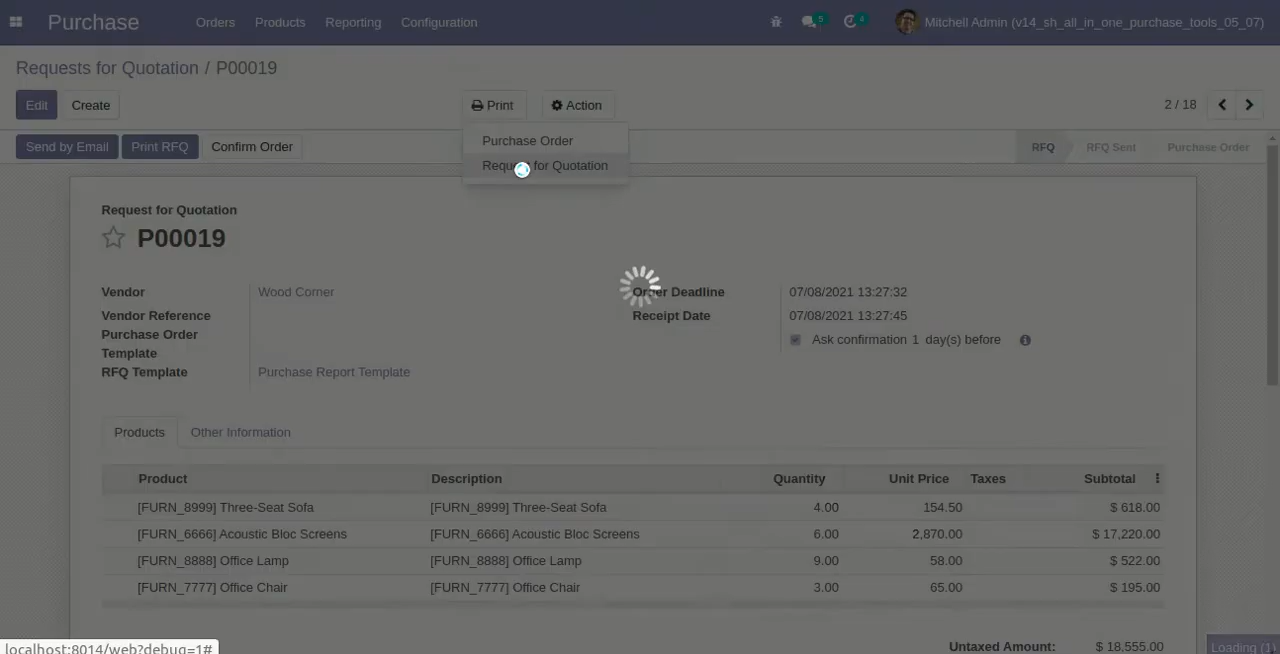 Purchase Orders Products Reporting Configuration 5 4 Mitchell Admin (v14_sh_all_in_one_purchase_tools_05_07)
Requests for Quotation / P00019
Edit Create Print Action 2 / 18
Send by Email Print RFQ Confirm Order Purchase Order RFQ RFQ Sent Purchase Order
Request for Quotation
Request for Quotation
P00019
Vendor Wood Corner Order Deadline 07/08/2021 13:27:32
Vendor Reference Receipt Date 07/08/2021 13:27:45
Purchase Order Ask confirmation 1 day(s) before
Template
RFQ Template Purchase Report Template
Products Other Information
Product Description Quantity Unit Price Taxes Subtotal
[FURN_8999] Three-Seat Sofa [FURN_8999] Three-Seat Sofa 4.00 154.50 $ 618.00
[FURN_6666] Acoustic Bloc Screens [FURN_6666] Acoustic Bloc Screens 6.00 2,870.00 $ 17,220.00
[FURN_8888] Office Lamp [FURN_8888] Office Lamp 9.00 58.00 $ 522.00
[FURN_7777] Office Chair [FURN_7777] Office Chair 3.00 65.00 $ 195.00
Untaxed Amount: $ 18,555.00
localhost:8014/web?debug=1# Loading (1)